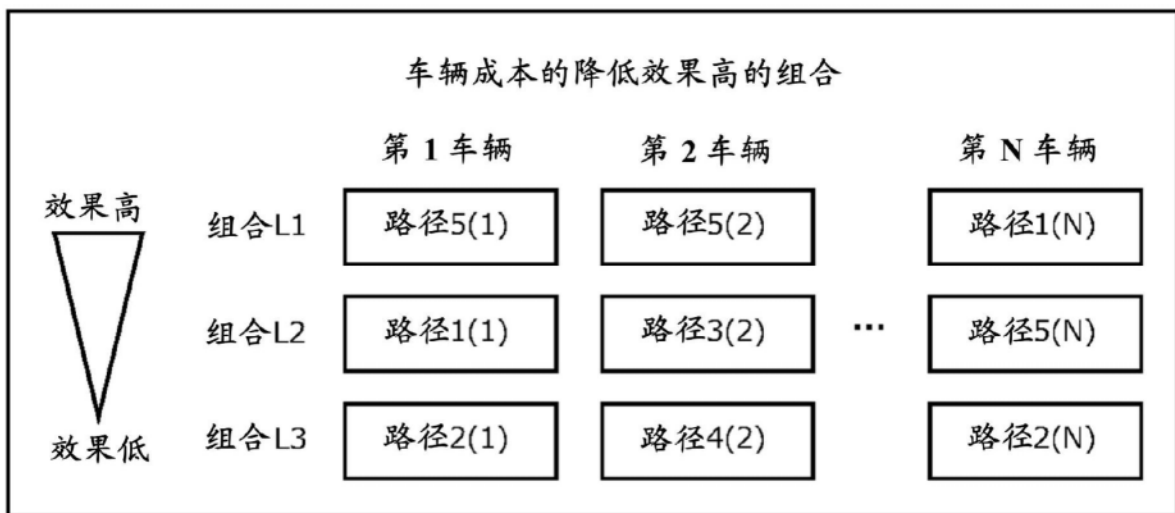 车辆成本的降低效果高的组合
第 1 车辆 第 2 车辆 第 N 车辆
效果高
组合L1 路径5(1) 路径5(2) 路径1(N)
组合L2 路径1(1) 路径3(2) ... 路径5(N)
组合L3 路径2(1) 路径4(2) 路径2(N)
效果低